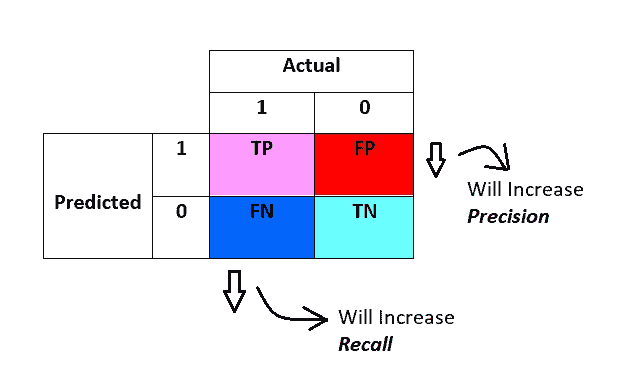 Actual
1 0
1 TP FP
Predicted
0 FN TN
Will Increase
Precision
Will Increase
Recall